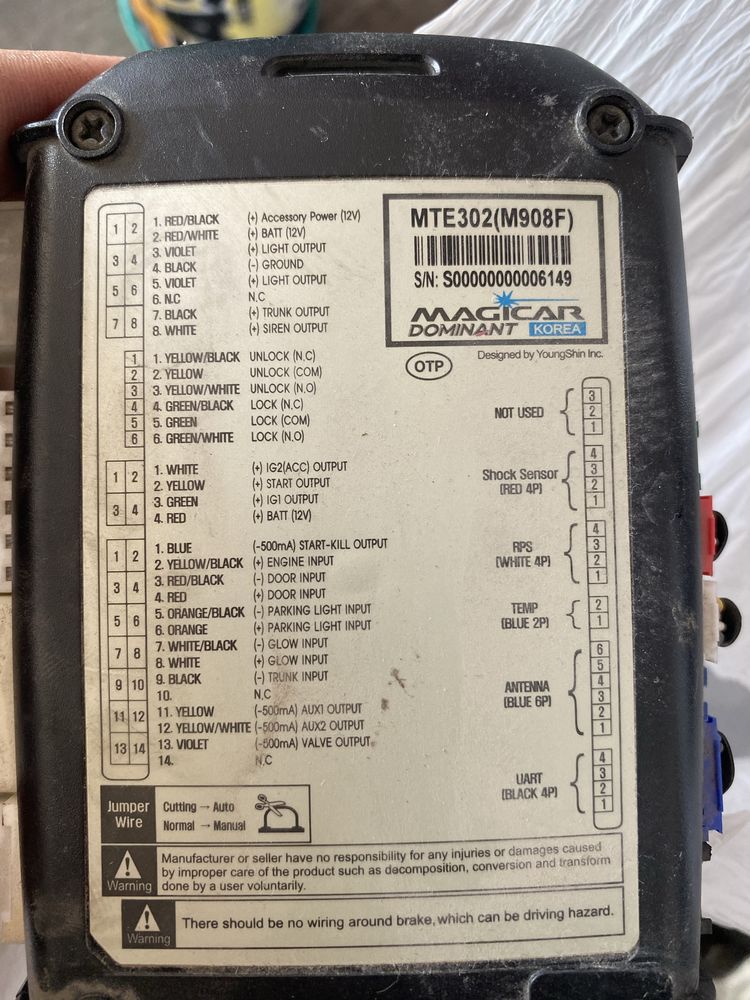 MTE302(M908F)
S/N: S00000000006149
MAGICAR
DOMINANT KOREA
OTP Designed by YoungShin Inc.
1 2
3 4
5 6
7 8
1. RED/BLACK (+) Accessory Power (12V)
2. RED/WHITE (+) BATT (12V)
3. VIOLET (+) LIGHT OUTPUT
4. BLACK (-) GROUND
5. VIOLET (+) LIGHT OUTPUT
6. N.C N.C
7. BLACK (+) TRUNK OUTPUT
8. WHITE (+) SIREN OUTPUT
1
2
3
4
5
6
1. YELLOW/BLACK UNLOCK (N.C)
2. YELLOW UNLOCK (COM)
3. YELLOW/WHITE UNLOCK (N.O)
4. GREEN/BLACK LOCK (N.C)
5. GREEN LOCK (COM)
6. GREEN/WHITE LOCK (N.O)
1 2
3 4
1. WHITE (+) IG2(ACC) OUTPUT
2. YELLOW (+) START OUTPUT
3. GREEN (+) IG1 OUTPUT
4. RED (+) BATT (12V)
1 2
3 4
5 6
7 8
9 10
11 12
13 14
1. BLUE (-500mA) START-KILL OUTPUT
2. YELLOW/BLACK (+) ENGINE INPUT
3. RED/BLACK (-) DOOR INPUT
4. RED (+) DOOR INPUT
5. ORANGE/BLACK (-) PARKING LIGHT INPUT
6. ORANGE (+) PARKING LIGHT INPUT
7. WHITE/BLACK (-) GLOW INPUT
8. WHITE (+) GLOW INPUT
9. BLACK (-) TRUNK INPUT
10. N.C
11. YELLOW (-500mA) AUX1 OUTPUT
12. YELLOW/WHITE (-500mA) AUX2 OUTPUT
13. VIOLET (-500mA) VALVE OUTPUT
14. N.C
NOT USED
3
2
1
Shock Sensor
(RED 4P)
4
3
2
1
RPS
(WHITE 4P)
4
3
2
1
TEMP
(BLUE 2P)
2
1
ANTENNA
(BLUE 6P)
6
5
4
3
2
1
UART
(BLACK 4P)
4
3
2
1
Jumper
Wire
Cutting → Auto
Normal → Manual
Warning
Manufacturer or seller have no responsibility for any injuries or damages caused
by improper care of the product such as decomposition, conversion and transform
done by a user voluntarily.
Warning
There should be no wiring around brake, which can be driving hazard.